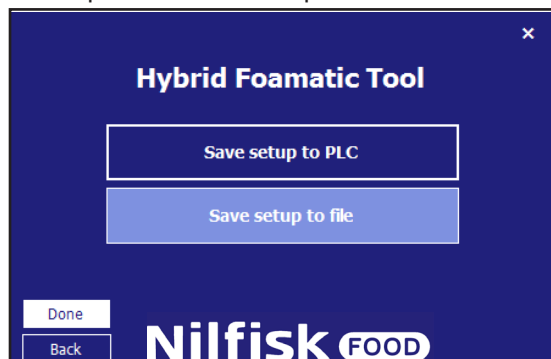 ×
Hybrid Foamatic Tool
Save setup to PLC
Save setup to file
Done
Back
Nilfisk FOOD